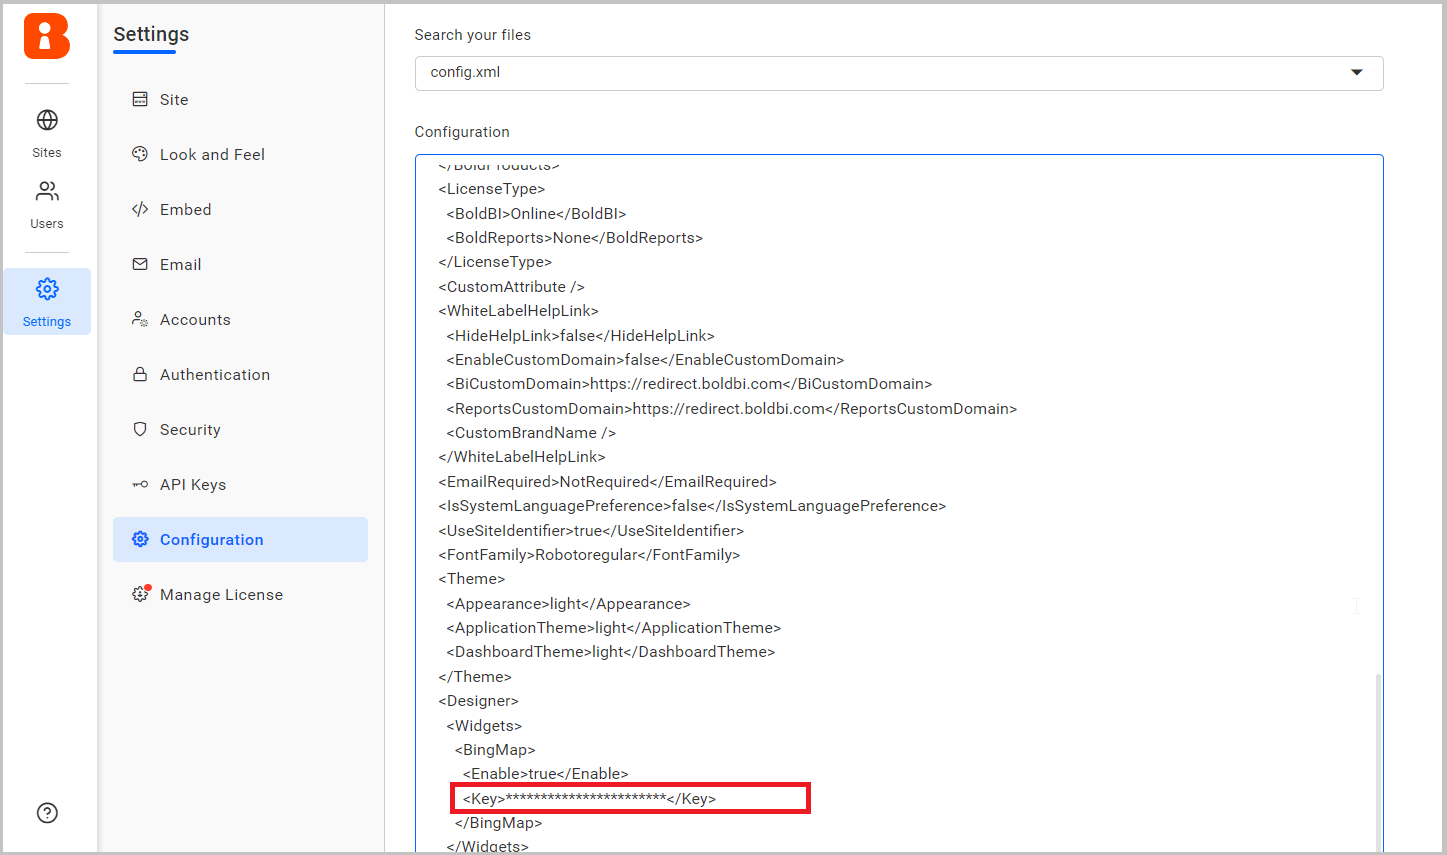 Settings
Sites
Users
Settings
Site
Look and Feel
Embed
Email
Accounts
Authentication
Security
API Keys
Configuration
Manage License
Search your files
config.xml
Configuration
</BoldProducts>
<LicenseType>
<BoldBI>Online</BoldBI>
<BoldReports>None</BoldReports>
</LicenseType>
<CustomAttribute />
<WhiteLabelHelpLink>
<HideHelpLink>false</HideHelpLink>
<EnableCustomDomain>false</EnableCustomDomain>
<BiCustomDomain>https://redirect.boldbi.com</BiCustomDomain>
<ReportsCustomDomain>https://redirect.boldbi.com</ReportsCustomDomain>
<CustomBrandName />
</WhiteLabelHelpLink>
<EmailRequired>NotRequired</EmailRequired>
<IsSystemLanguagePreference>false</IsSystemLanguagePreference>
<UseSiteIdentifier>true</UseSiteIdentifier>
<FontFamily>Robotoregular</FontFamily>
<Theme>
<Appearance>light</Appearance>
<ApplicationTheme>light</ApplicationTheme>
<DashboardTheme>light</DashboardTheme>
</Theme>
<Designer>
<Widgets>
<BingMap>
<Enable>true</Enable>
<Key>***********************</Key>
</BingMap>
</Widgets>